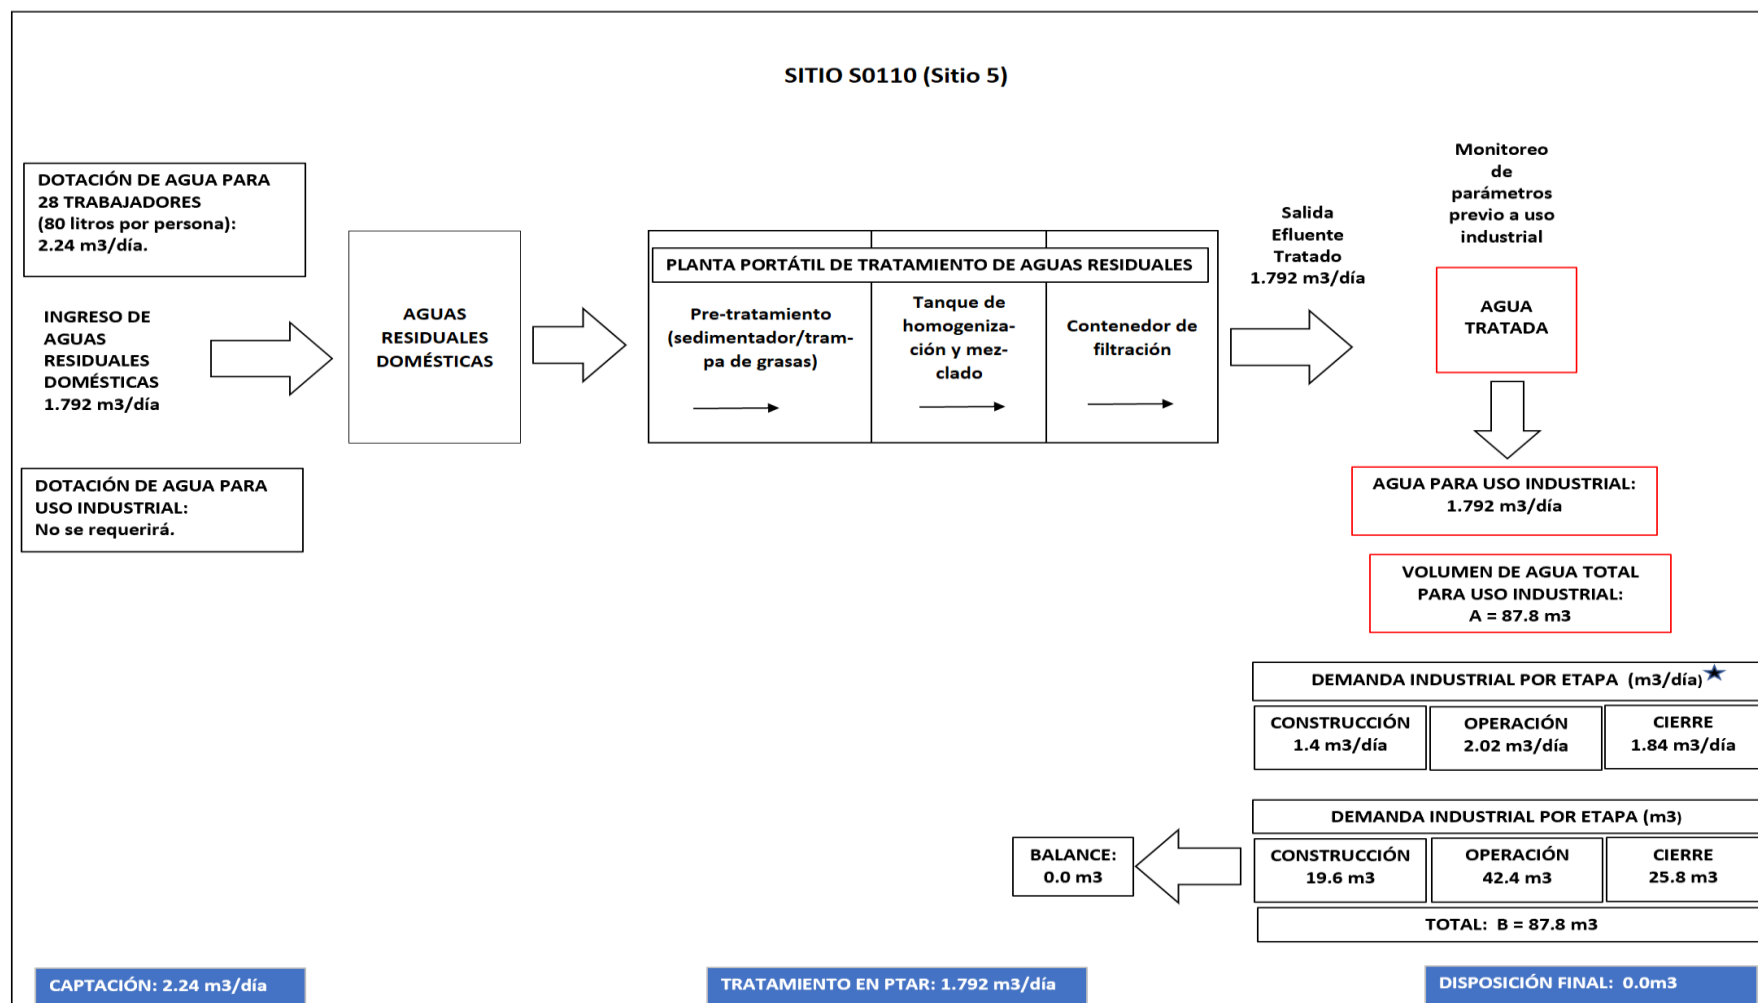 SITIO S0110 (Sitio 5)
DOTACIÓN DE AGUA PARA
28 TRABAJADORES
(80 litros por persona):
2.24 m3/día.
INGRESO DE
AGUAS
RESIDUALES
DOMÉSTICAS
1.792 m3/día
DOTACIÓN DE AGUA PARA
USO INDUSTRIAL:
No se requerirá.
AGUAS
RESIDUALES
DOMÉSTICAS
PLANTA PORTÁTIL DE TRATAMIENTO DE AGUAS RESIDUALES
Pre-tratamiento
(sedimentador/tram-
pa de grasas)
Tanque de
homogeniza-
ción y mez-
clado
Contenedor de
filtración
Salida
Efluente
Tratado
1.792 m3/día
Monitoreo
de
parámetros
previo a uso
industrial
AGUA
TRATADA
AGUA PARA USO INDUSTRIAL:
1.792 m3/día
VOLUMEN DE AGUA TOTAL
PARA USO INDUSTRIAL:
A = 87.8 m3
DEMANDA INDUSTRIAL POR ETAPA (m3/día)
CONSTRUCCIÓN
1.4 m3/día
OPERACIÓN
2.02 m3/día
CIERRE
1.84 m3/día
DEMANDA INDUSTRIAL POR ETAPA (m3)
CONSTRUCCIÓN
19.6 m3
OPERACIÓN
42.4 m3
CIERRE
25.8 m3
TOTAL: B = 87.8 m3
BALANCE:
0.0 m3
CAPTACIÓN: 2.24 m3/día
TRATAMIENTO EN PTAR: 1.792 m3/día
DISPOSICIÓN FINAL: 0.0m3